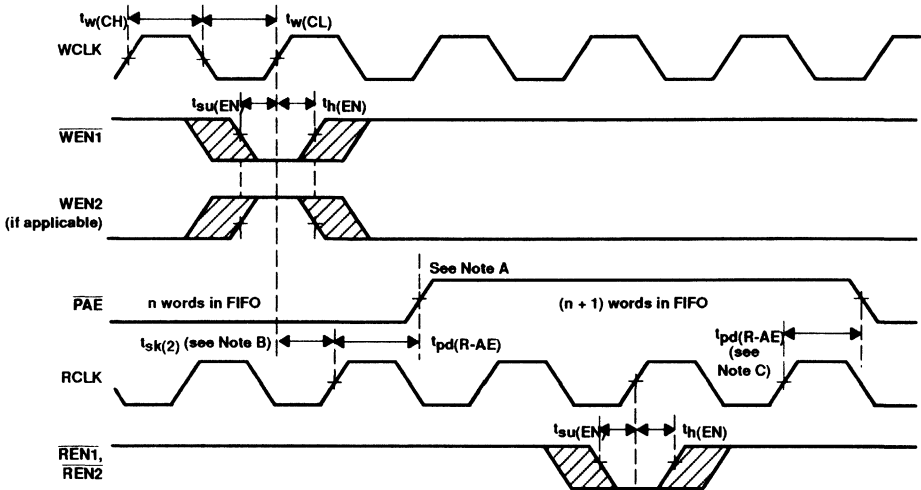 tw(CH)
tw(CL)
WCLK
tsu(EN)
th(EN)
WEN1
WEN2
(if applicable)
See Note A
PAE
n words in FIFO
(n + 1) words in FIFO
tsk(2) (see Note B)
tpd(R-AE)
tpd(R-AE)
(see
Note C)
RCLK
tsu(EN)
th(EN)
REN1,
REN2